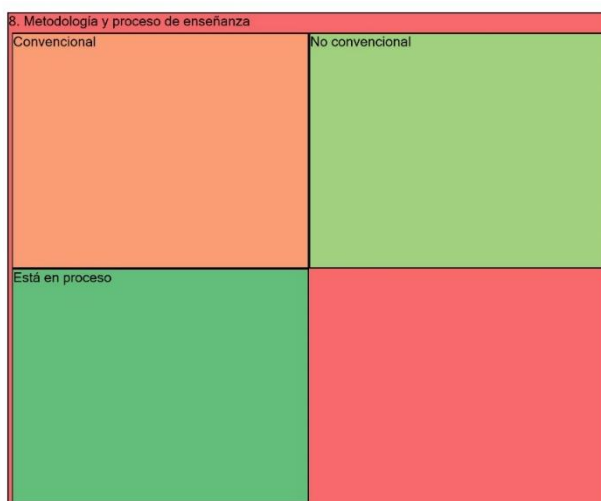 8. Metodología y proceso de enseñanza
Convencional
No convencional
Está en proceso